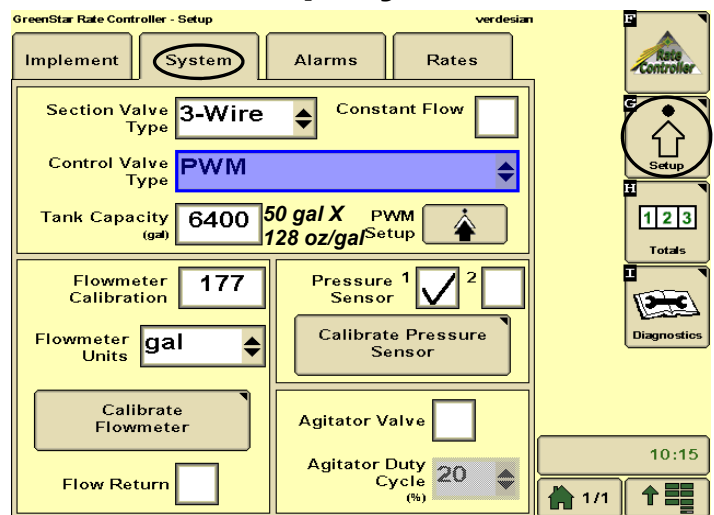 GreenStar Rate Controller - Setup verdesian
Implement System Alarms Rates
Section Valve Type 3-Wire Constant Flow
Control Valve Type PWM
Tank Capacity (gal) 6400 50 gal X 128 oz/gal PWM Setup
Flowmeter Calibration 177
Flowmeter Units gal
Calibrate Flowmeter
Flow Return
Pressure Sensor 1 2
Calibrate Pressure Sensor
Agitator Valve
Agitator Duty Cycle (%) 20
F
Rate Controller
G
Setup
H
1 2 3
Totals
I
Diagnostics
10:15
1/1